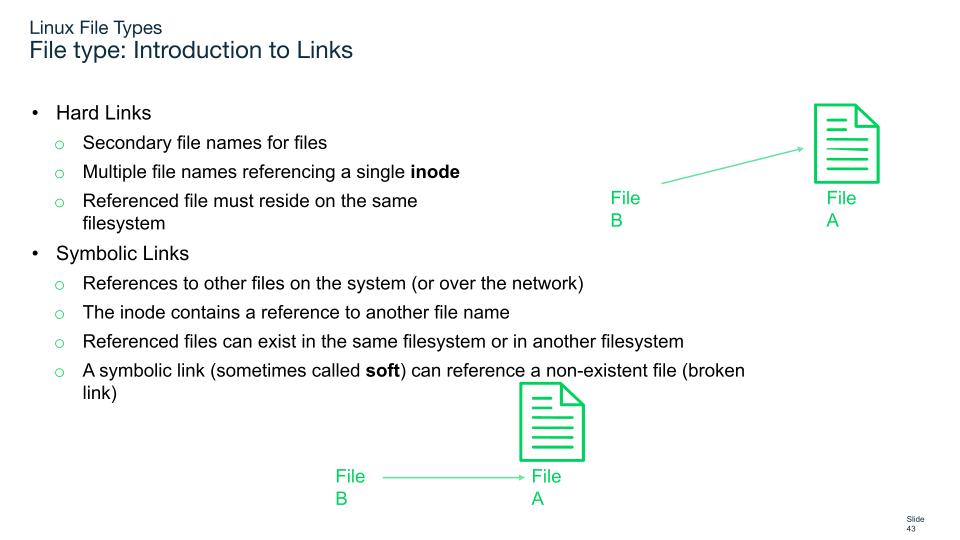 Linux File Types
File type: Introduction to Links
• Hard Links
o Secondary file names for files
o Multiple file names referencing a single inode
o Referenced file must reside on the same
filesystem
File
B
File
A
• Symbolic Links
o References to other files on the system (or over the network)
o The inode contains a reference to another file name
o Referenced files can exist in the same filesystem or in another filesystem
o A symbolic link (sometimes called soft) can reference a non-existent file (broken
link)
File
B
File
A
Slide
43